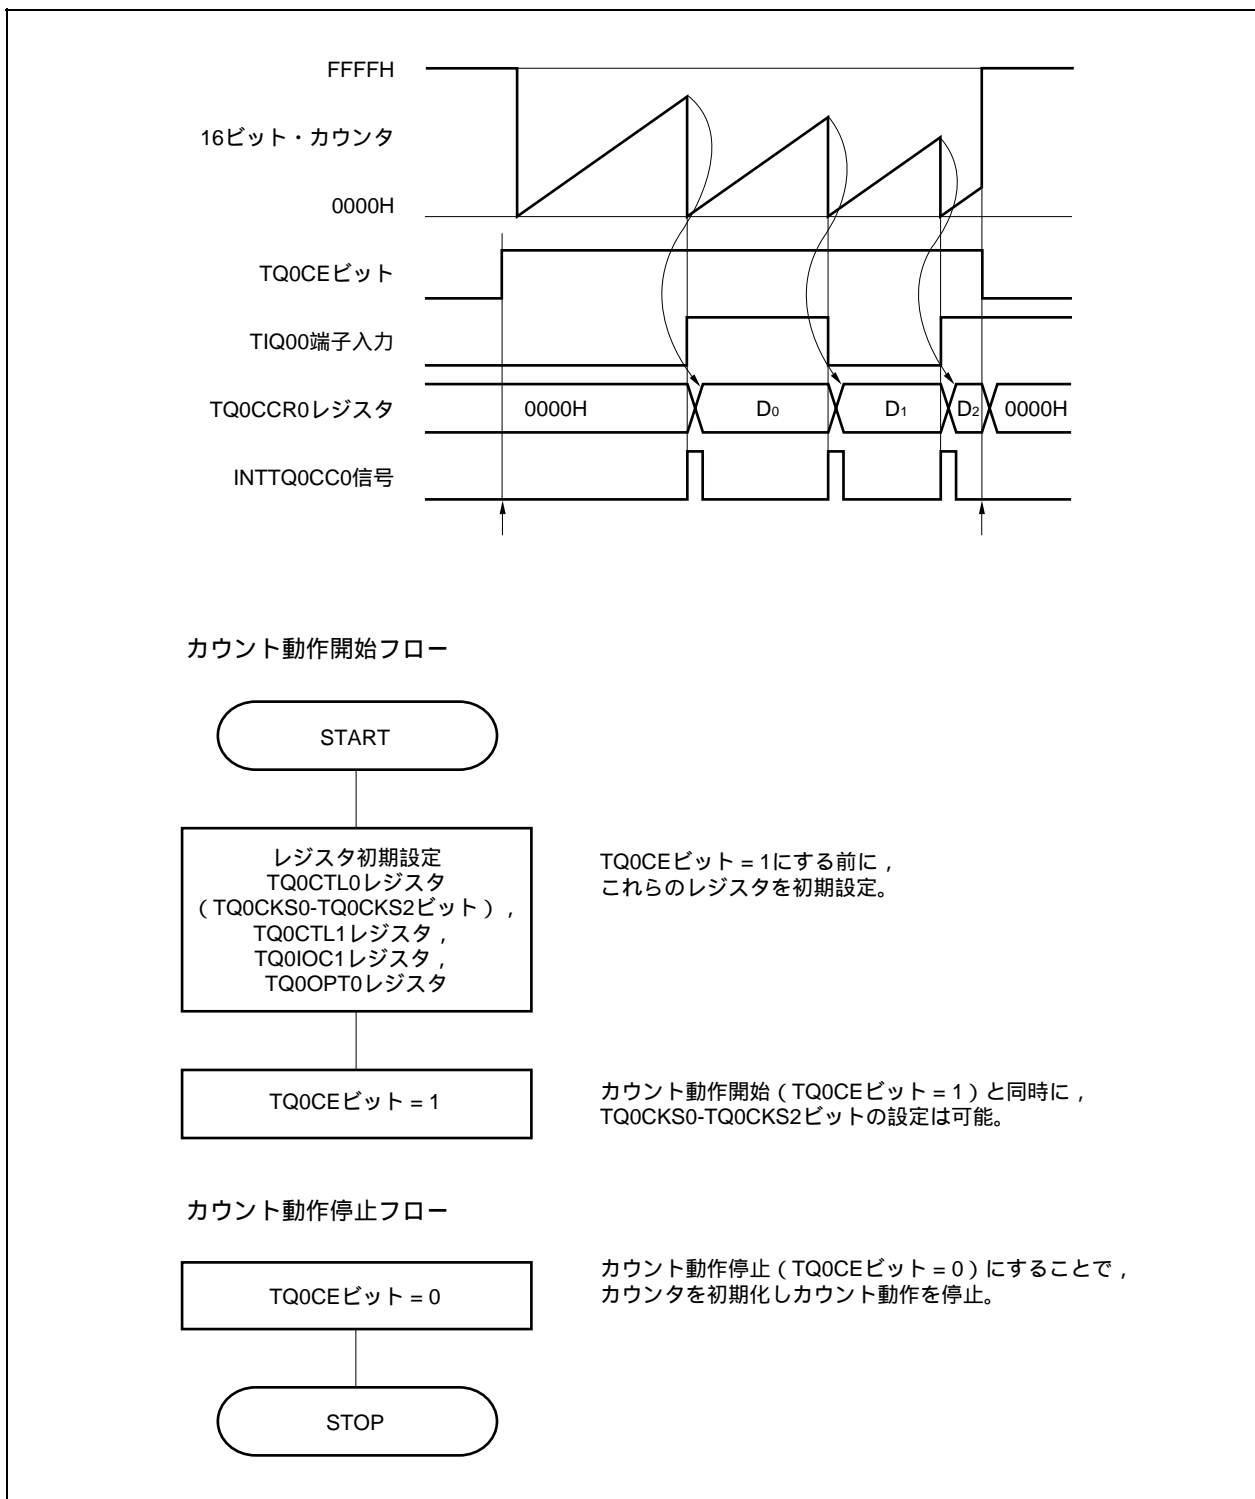 FFFFH
16ビット・カウンタ
0000H
TQ0CEビット
TIQ00端子入力
TQ0CCR0レジスタ
0000H
D0
D1
D2
0000H
INTTQ0CC0信号
カウント動作開始フロー
START
レジスタ初期設定
TQ0CTL0レジスタ
(TQ0CKS0-TQ0CKS2ビット),
TQ0CTL1レジスタ,
TQ0IOC1レジスタ,
TQ0OPT0レジスタ
TQ0CEビット = 1にする前に,
これらのレジスタを初期設定。
TQ0CEビット = 1
カウント動作開始(TQ0CEビット = 1)と同時に,
TQ0CKS0-TQ0CKS2ビットの設定は可能。
カウント動作停止フロー
TQ0CEビット = 0
カウント動作停止(TQ0CEビット = 0)にすることで,
カウンタを初期化しカウント動作を停止。
STOP